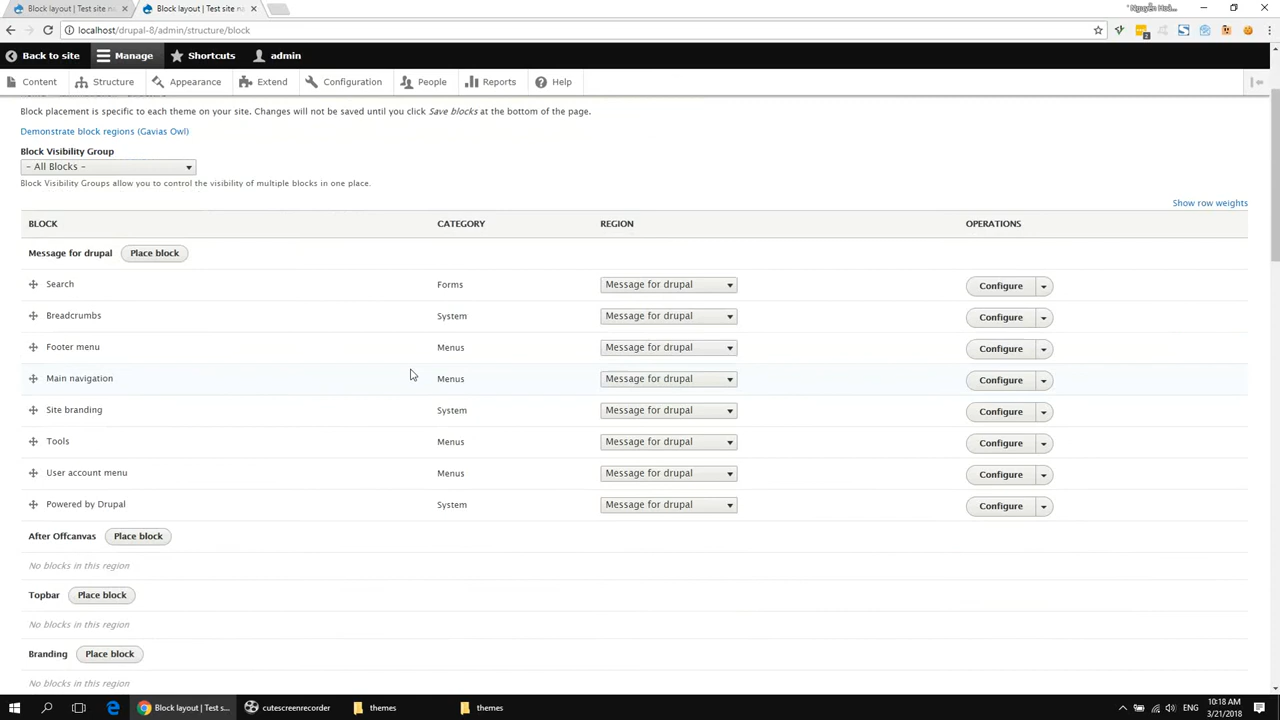 Block layout | Test site na
Block layout | Test site na
localhost/drupal-8/admin/structure/block
2
Back to site
Manage
Shortcuts
admin
Content
Structure
Appearance
Extend
Configuration
People
Reports
Help
Block placement is specific to each theme on your site. Changes will not be saved until you click Save blocks at the bottom of the page.
Demonstrate block regions (Gavias Owl)
Block Visibility Group
- All Blocks -
Block Visibility Groups allow you to control the visibility of multiple blocks in one place.
Show row weights
BLOCK CATEGORY REGION OPERATIONS
Message for drupal Place block
Search Forms Message for drupal Configure
Breadcrumbs System Message for drupal Configure
Footer menu Menus Message for drupal Configure
Main navigation Menus Message for drupal Configure
Site branding System Message for drupal Configure
Tools Menus Message for drupal Configure
User account menu Menus Message for drupal Configure
Powered by Drupal System Message for drupal Configure
After Offcanvas Place block
No blocks in this region
Topbar Place block
No blocks in this region
Branding Place block
No blocks in this region
Block layout | Test s...
cutescreenrecorder
themes
themes
ENG
10:18 AM
3/21/2018